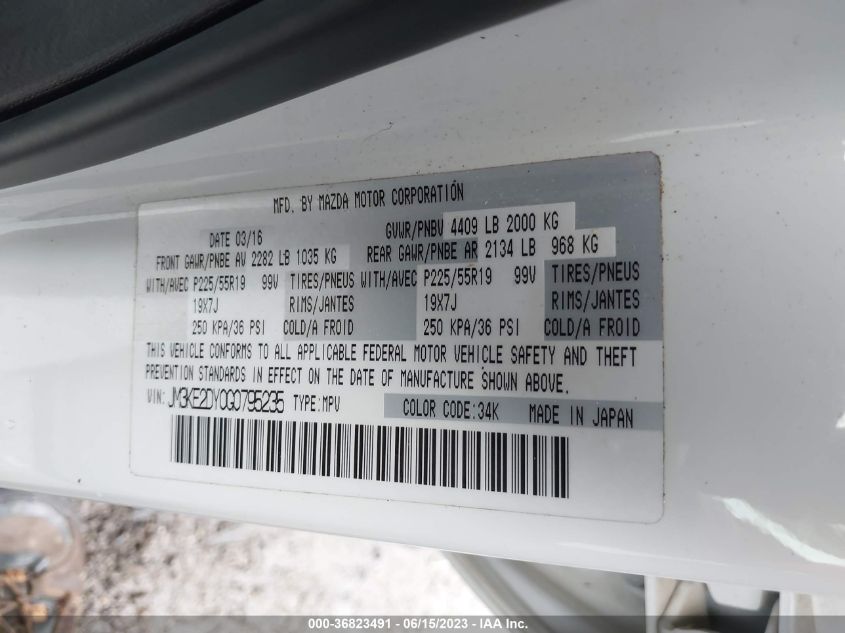 MFD. BY MAZDA MOTOR CORPORATION
DATE 03/16 GVWR/PNBV 4409 LB 2000 KG
FRONT GAWR/PNBE AV 2282 LB 1035 KG REAR GAWR/PNBE AR 2134 LB 968 KG
WITH/AVEC P225/55R19 99V TIRES/PNEUS WITH/AVEC P225/55R19 99V TIRES/PNEUS
19X7J RIMS/JANTES 19X7J RIMS/JANTES
250 KPA/36 PSI COLD/A FROID 250 KPA/36 PSI COLD/A FROID
THIS VEHICLE CONFORMS TO ALL APPLICABLE FEDERAL MOTOR VEHICLE SAFETY AND THEFT
PREVENTION STANDARDS IN EFFECT ON THE DATE OF MANUFACTURE SHOWN ABOVE.
VIN: JM3KE2DY0G0795235 TYPE:MPV COLOR CODE:34K MADE IN JAPAN
000-36823491 - 06/15/2023 - IAA Inc.